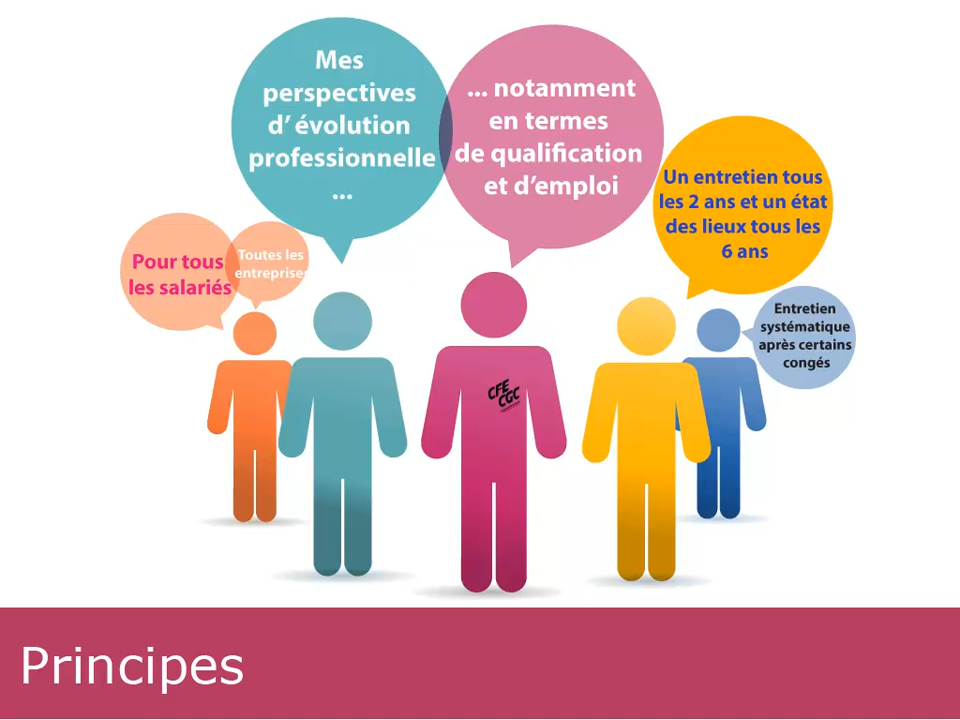 Mes
perspectives
d' évolution
professionnelle
...
... notamment
en termes
de qualification
et d'emploi
Un entretien tous
les 2 ans et un état
des lieux tous les
6 ans
Pour tous
les salariés
Toutes les
entreprises
Entretien
systématique
après certains
congés
CFE
CGC
Principes